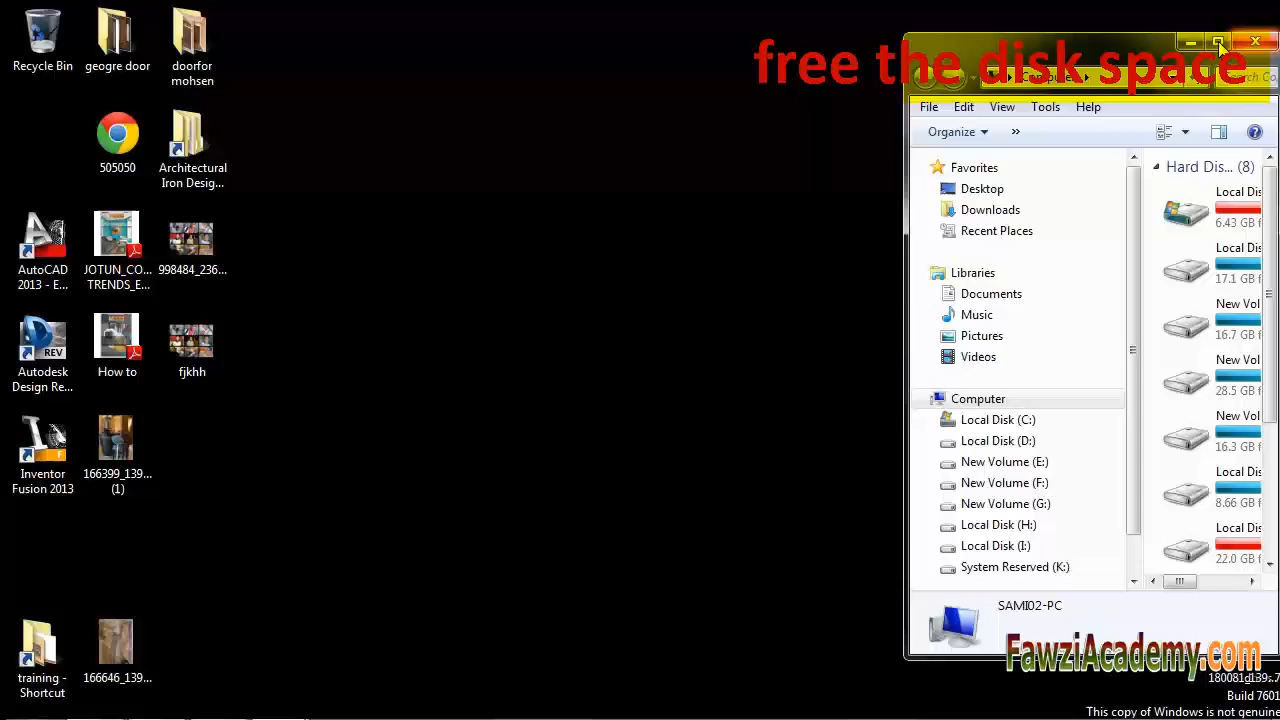 free the disk space
Recycle Bin
geogre door
doorfor
mohsen
505050
Architectural
Iron Desig...
AutoCAD
2013 - E...
JOTUN_CO...
TRENDS_E...
998484_236...
Autodesk
Design Re...
How to
fjkhh
Inventor
Fusion 2013
166399_139...
(1)
training -
Shortcut
166646_139...
Computer
Search Co
File Edit View Tools Help
Organize »
Favorites
Desktop
Downloads
Recent Places
Libraries
Documents
Music
Pictures
Videos
Computer
Local Disk (C:)
Local Disk (D:)
New Volume (E:)
New Volume (F:)
New Volume (G:)
Local Disk (H:)
Local Disk (I:)
System Reserved (K:)
Hard Dis... (8)
Local Dis
6.43 GB f
Local Dis
17.1 GB f
New Vol
16.7 GB f
New Vol
28.5 GB f
New Vol
16.3 GB f
Local Dis
8.66 GB f
Local Dis
22.0 GB f
SAMI02-PC
FawziAcademy.com
Build 7601
This copy of Windows is not genuine